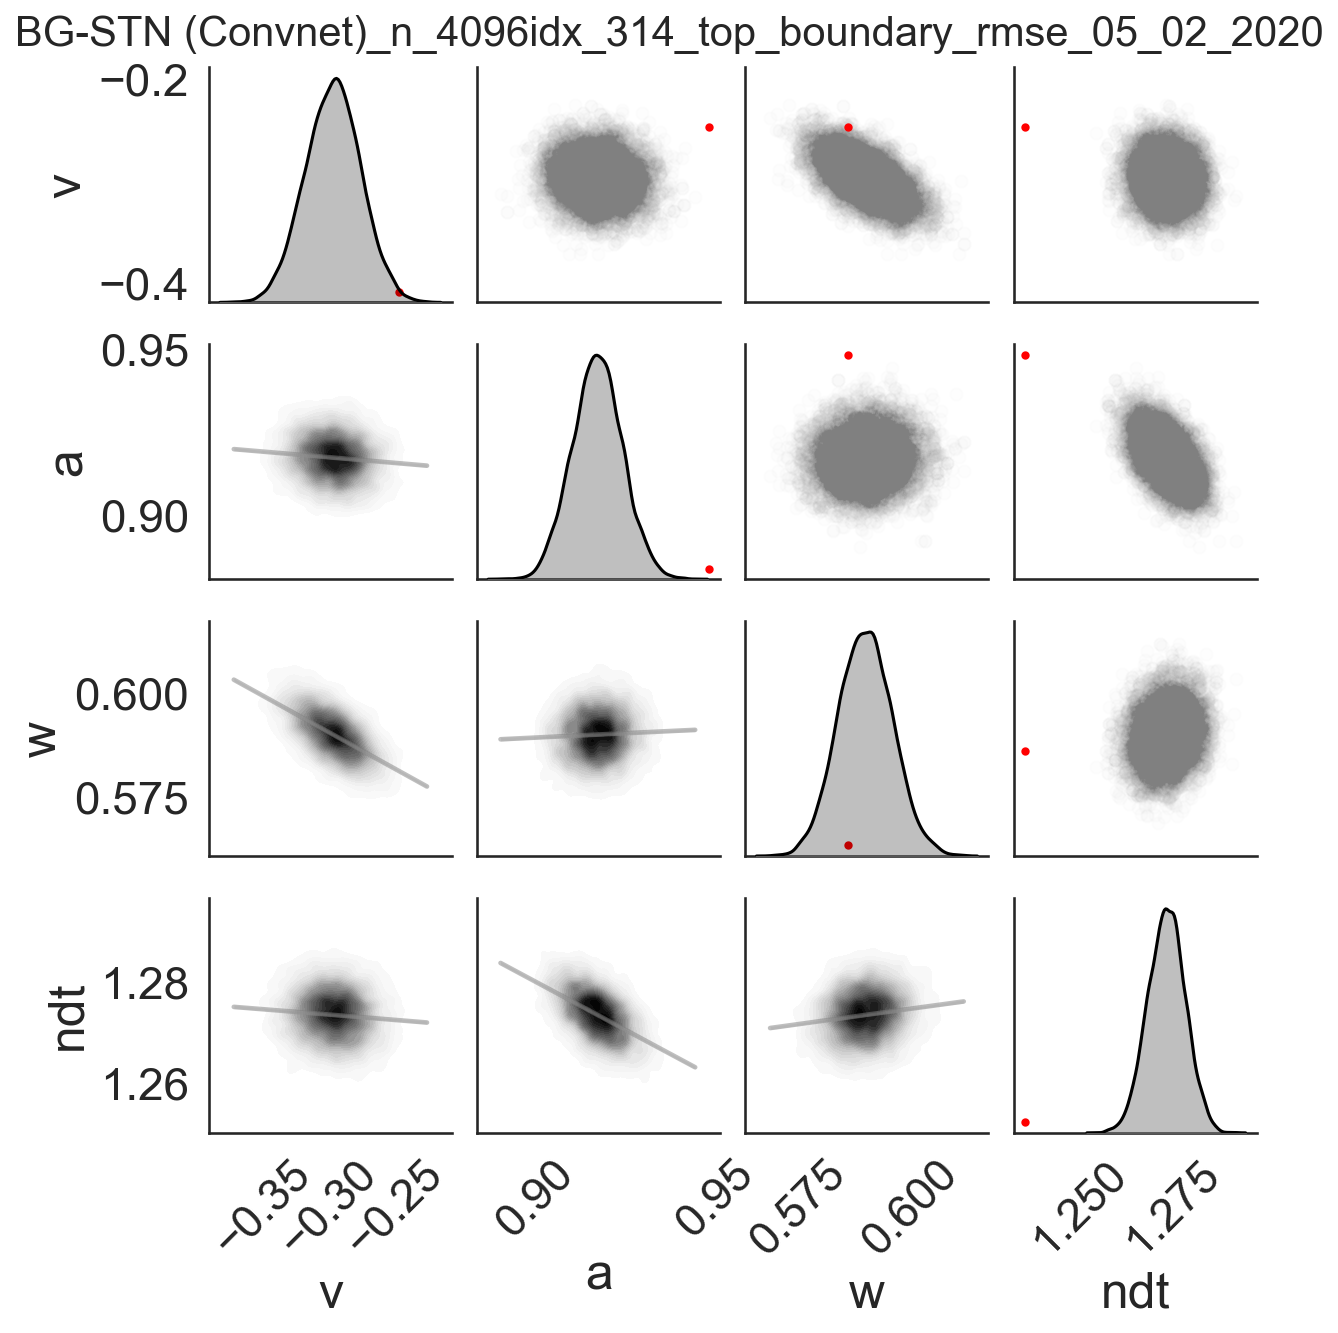 BG-STN (Convnet)_n_4096idx_314_top_boundary_rmse_05_02_2020
−0.2
v
−0.4
0.95
a
0.90
0.600
w
0.575
1.28
ndt
1.26
−0.35 −0.30 −0.25 0.90 0.95 0.575 0.600 1.250 1.275
v a w ndt